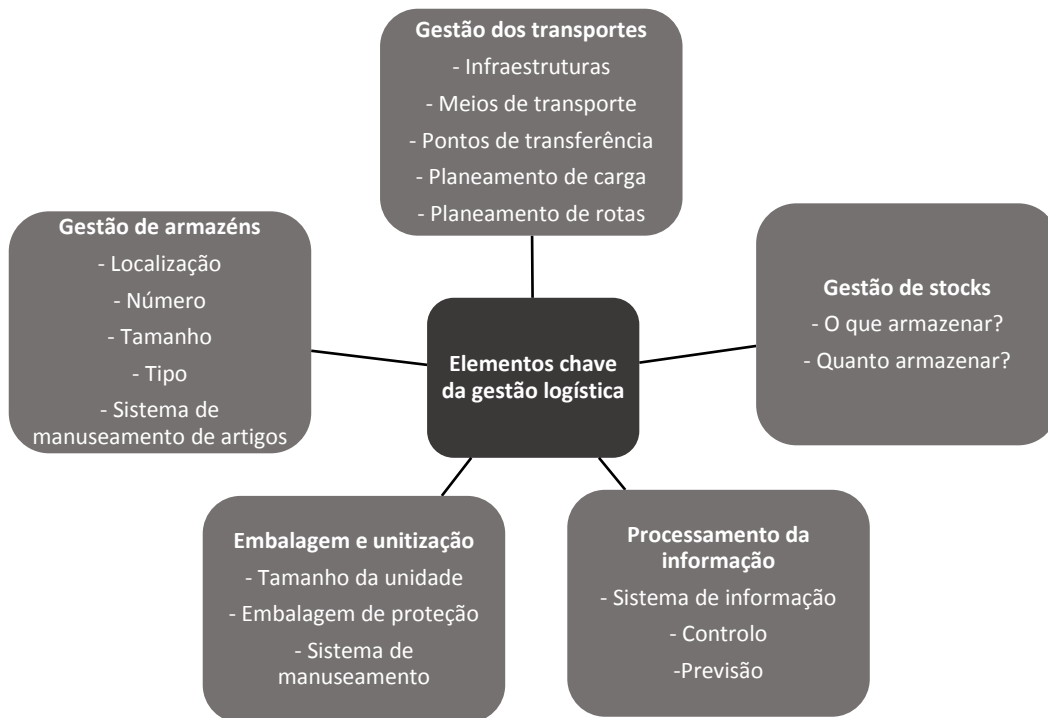 Gestão dos transportes
- Infraestruturas
- Meios de transporte
- Pontos de transferência
- Planeamento de carga
- Planeamento de rotas
Gestão de armazéns
- Localização
- Número
- Tamanho
- Tipo
- Sistema de
manuseamento de artigos
Gestão de stocks
- O que armazenar?
- Quanto armazenar?
Elementos chave
da gestão logística
Embalagem e unitização
- Tamanho da unidade
- Embalagem de proteção
- Sistema de
manuseamento
Processamento da
informação
- Sistema de informação
- Controlo
-Previsão